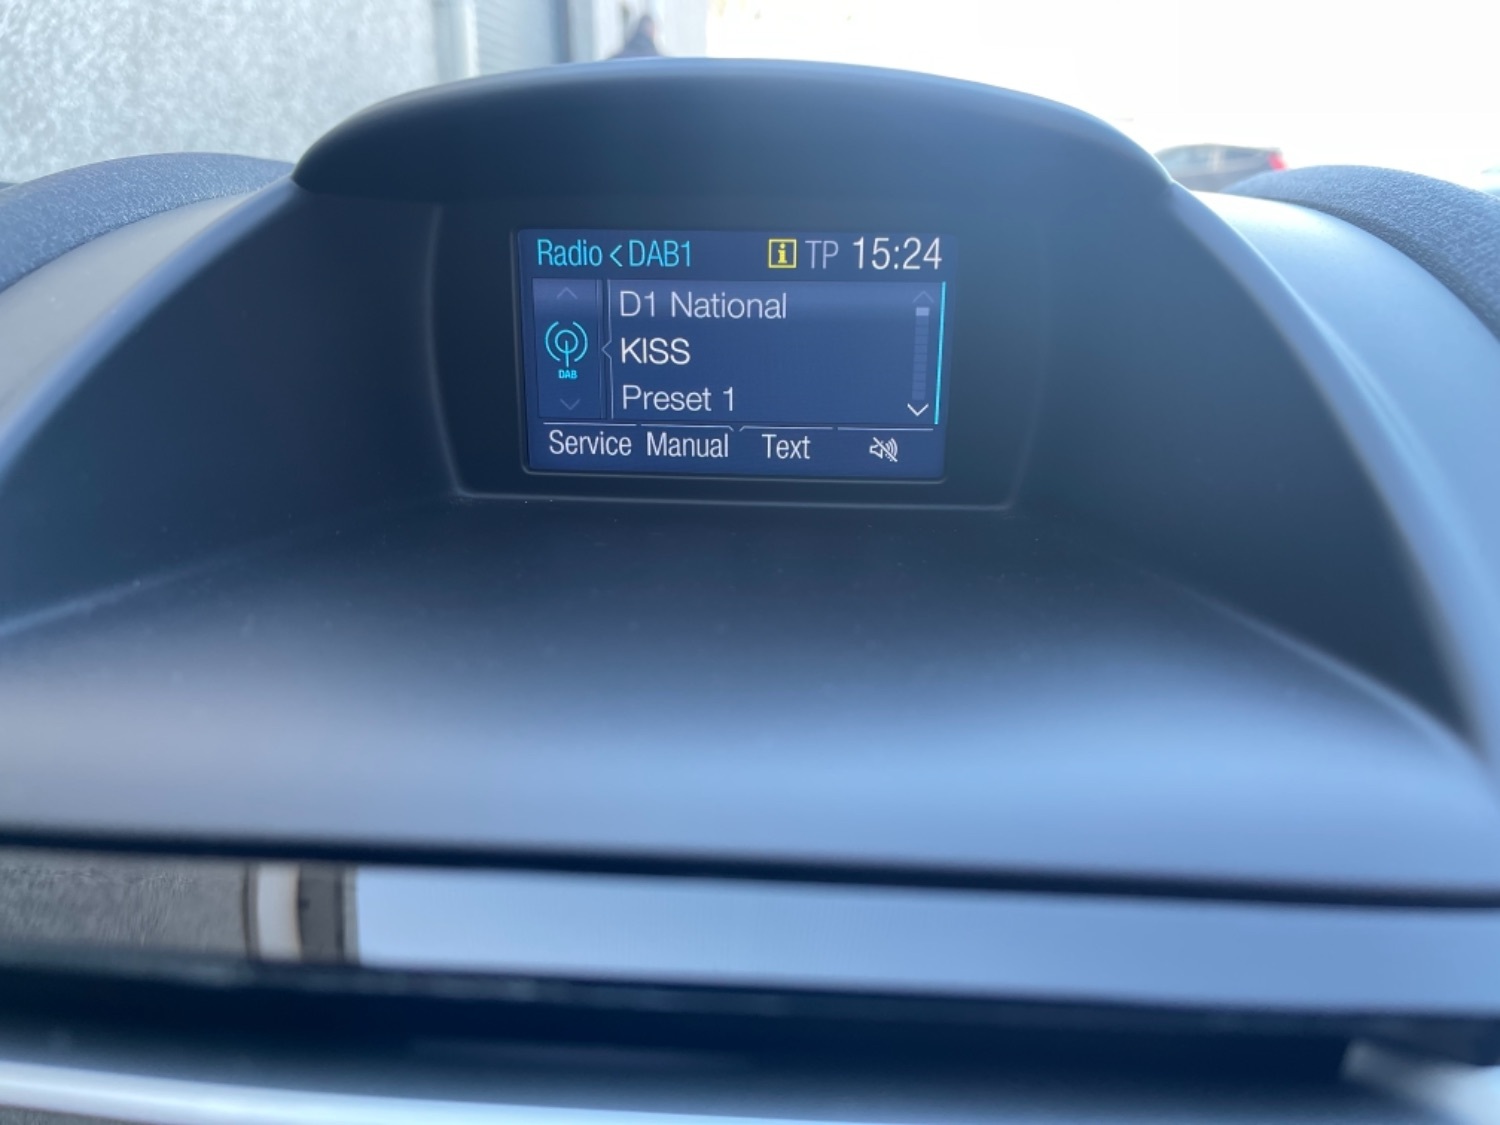 Radio < DAB1 i TP 15:24
D1 National
KISS
DAB
Preset 1
Service Manual Text